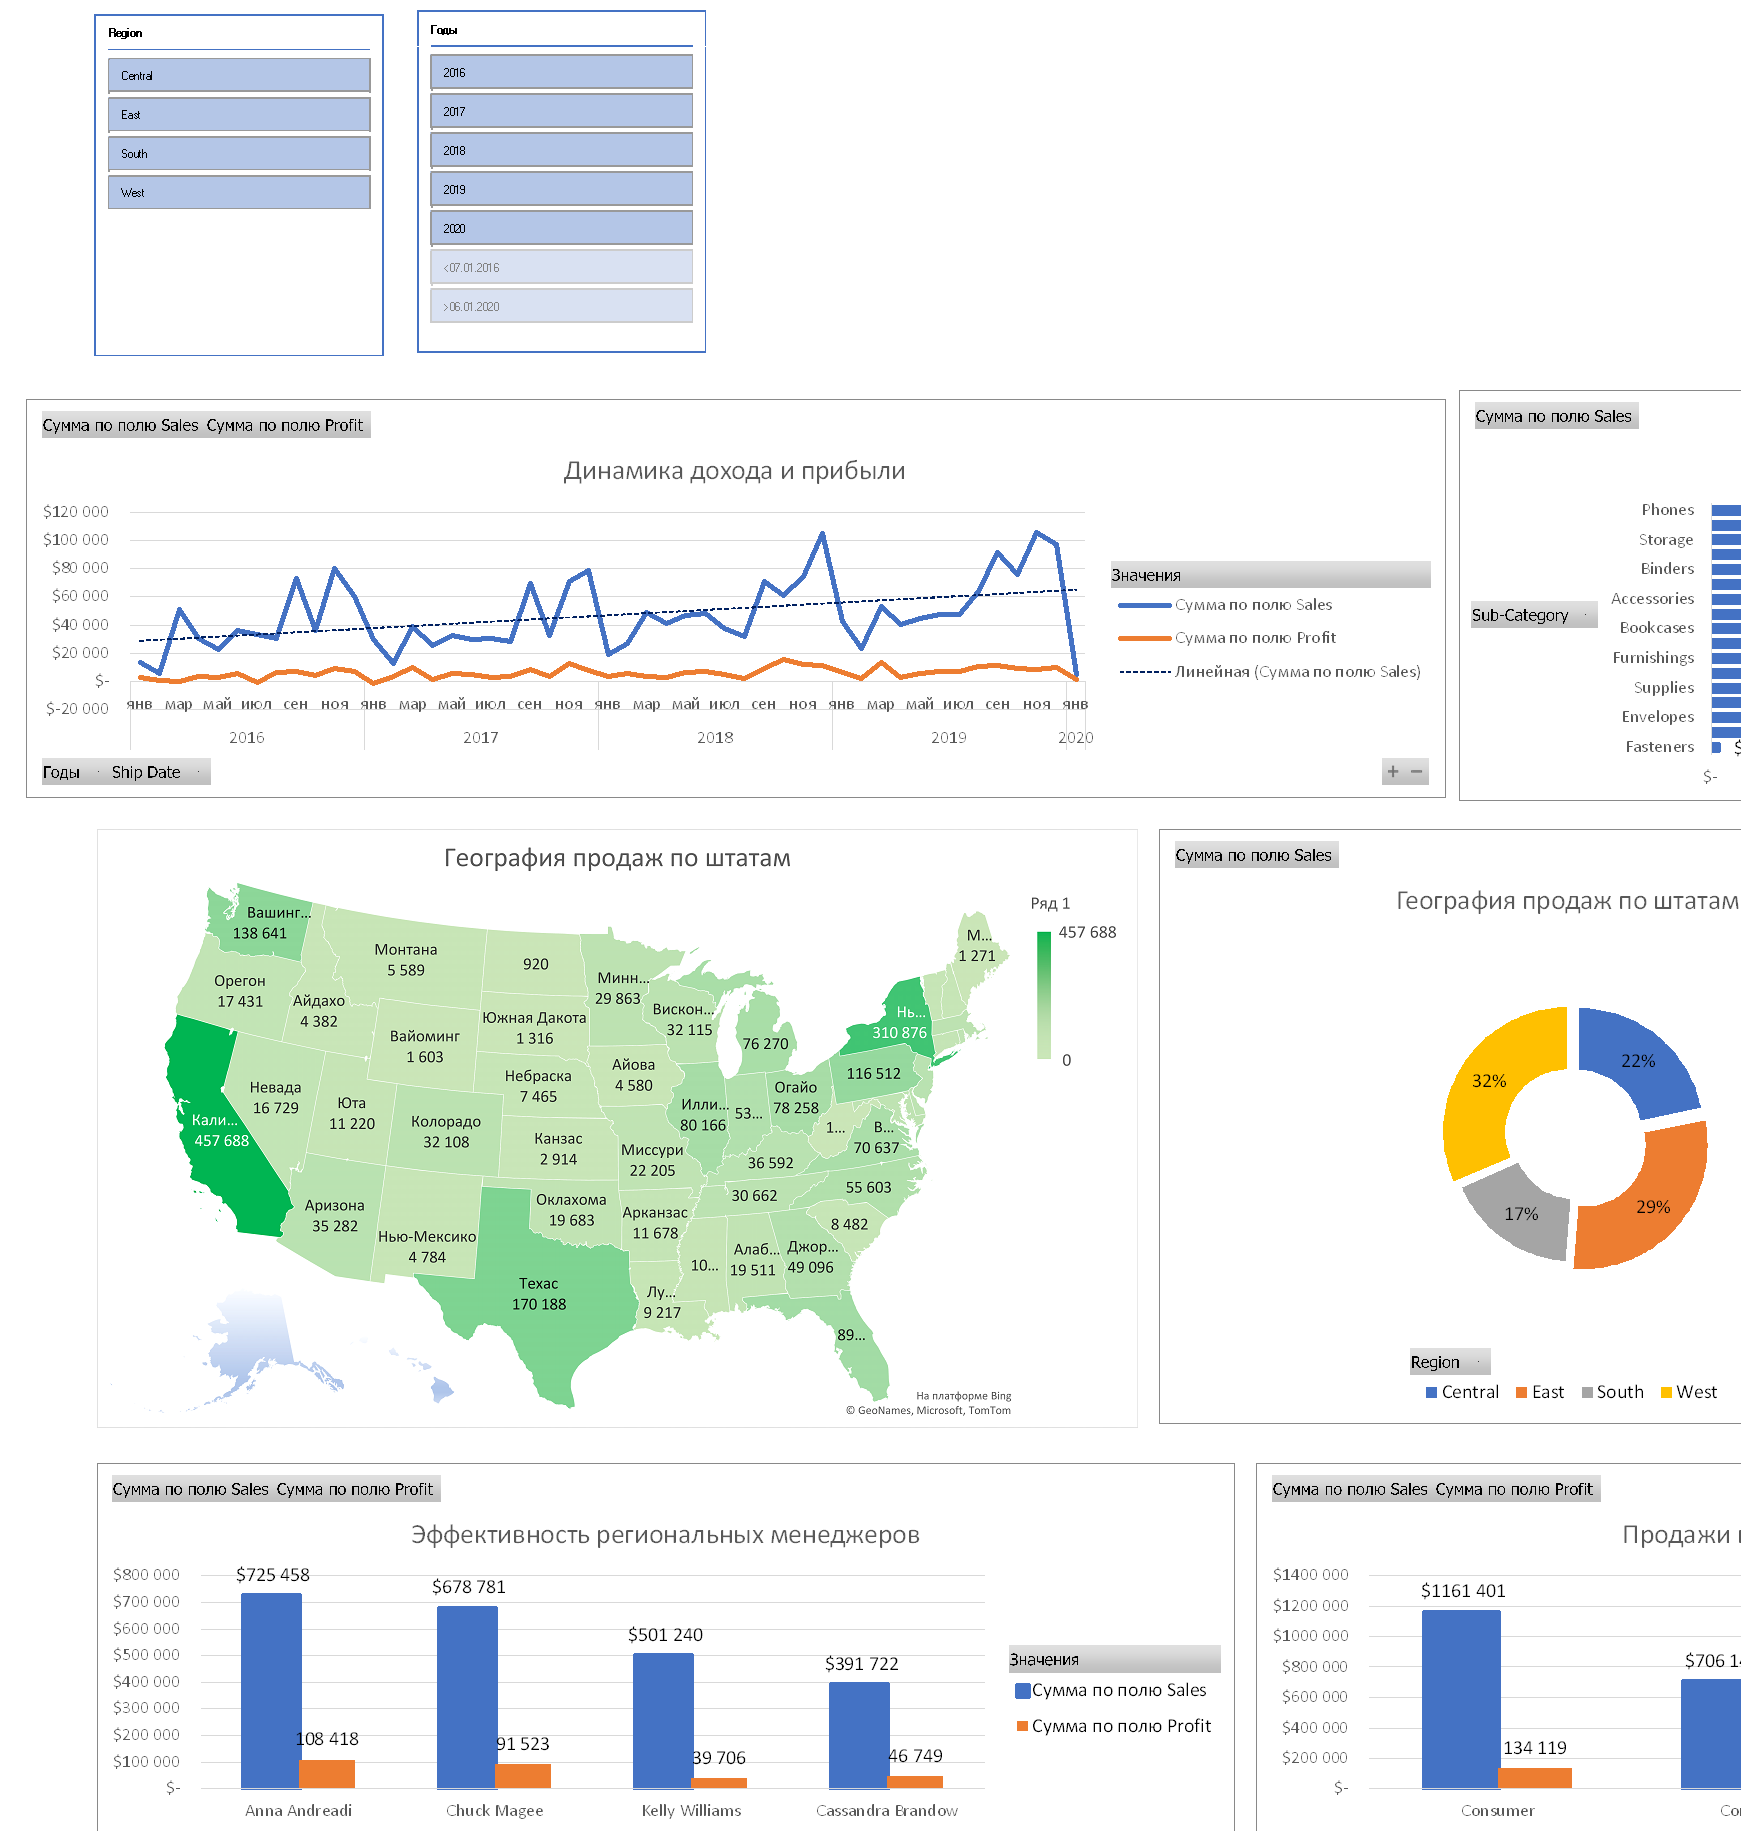 Region
Central
East
South
West
Годы
2016
2017
2018
2019
2020
<07.01.2016
>06.01.2020
Сумма по полю Sales Сумма по полю Profit
Динамика дохода и прибыли
$120 000
$100 000
$80 000
$60 000
$40 000
$20 000
$-
$-20 000
янв мар май июл сен ноя янв мар май июл сен ноя янв мар май июл сен ноя янв мар май июл сен ноя янв
2016 2017 2018 2019 2020
Значения
Сумма по полю Sales
Сумма по полю Profit
Линейная (Сумма по полю Sales)
Годы Ship Date
+ −
Сумма по полю Sales
Phones
Storage
Binders
Accessories
Sub-Category
Bookcases
Furnishings
Supplies
Envelopes
Fasteners
$
$-
География продаж по штатам
Ряд 1
457 688
0
Вашинг...
138 641
Монтана
5 589
920
Минн...
29 863
М...
1 271
Орегон
17 431
Айдахо
4 382
Вайоминг
1 603
Южная Дакота
1 316
Вискон...
32 115
76 270
Нь...
310 876
Невада
16 729
Юта
11 220
Колорадо
32 108
Небраска
7 465
Айова
4 580
Илли...
80 166
53...
Огайо
78 258
116 512
Кали...
457 688
Канзас
2 914
Миссури
22 205
36 592
1...
В...
70 637
Аризона
35 282
Нью-Мексико
4 784
Оклахома
19 683
Арканзас
11 678
30 662
55 603
8 482
Техас
170 188
Лу...
9 217
10...
Алаб...
19 511
Джор...
49 096
89...
На платформе Bing
© GeoNames, Microsoft, TomTom
Сумма по полю Sales
География продаж по штатам
22%
32%
29%
17%
Region
Central East South West
Сумма по полю Sales Сумма по полю Profit
Эффективность региональных менеджеров
$800 000
$700 000
$600 000
$500 000
$400 000
$300 000
$200 000
$100 000
$-
$725 458
108 418
$678 781
91 523
$501 240
39 706
$391 722
46 749
Anna Andreadi Chuck Magee Kelly Williams Cassandra Brandow
Значения
Сумма по полю Sales
Сумма по полю Profit
Сумма по полю Sales Сумма по полю Profit
Продажи
$1400 000
$1200 000
$1000 000
$800 000
$600 000
$400 000
$200 000
$-
$1161 401
134 119
$706 14
Consumer